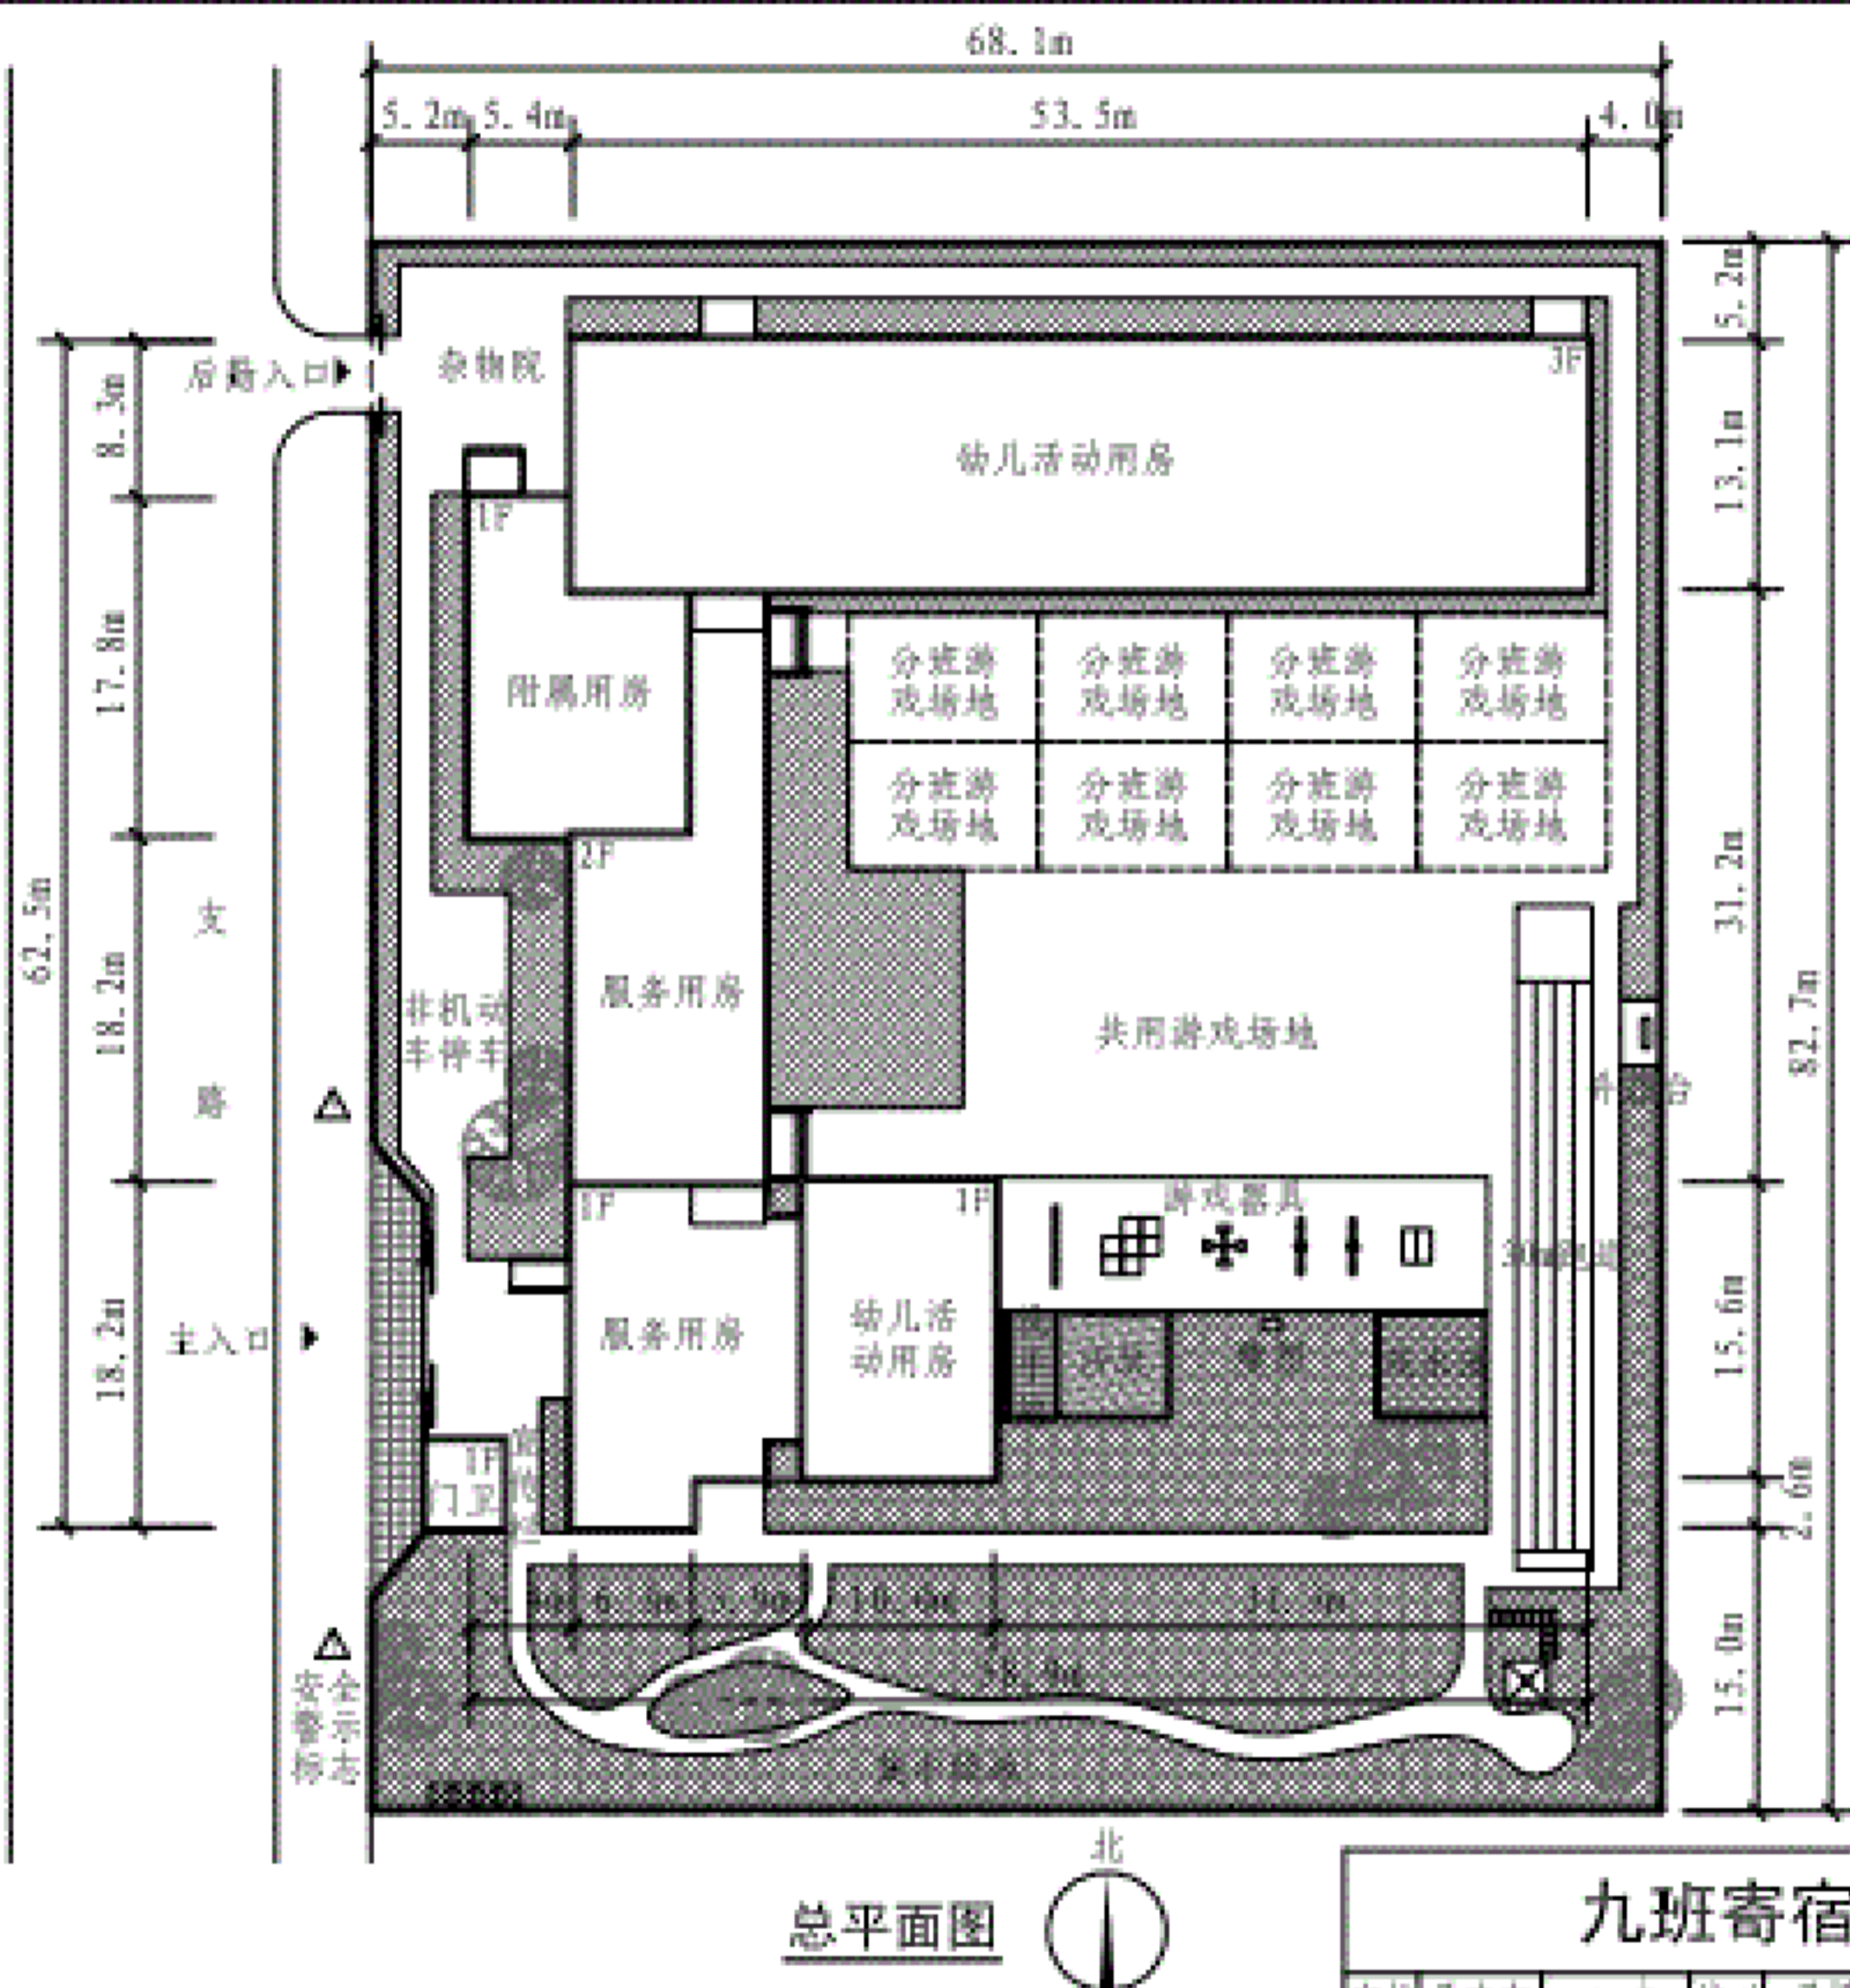 68.1m
5.2m
5.4m
53.5m
4.0m
5.2m
后勤入口
杂物院
3F
8.3m
幼儿活动用房
13.1m
1F
17.8m
附属用房
分班游
戏场地
分班游
戏场地
分班游
戏场地
分班游
戏场地
分班游
戏场地
分班游
戏场地
分班游
戏场地
分班游
戏场地
2F
31.2m
62.5m
支
路
18.2m
服务用房
非机动
车停车
共用游戏场地
82.7m
1F
1F
游戏器具
30m跑道
18.2m
主入口
服务用房
幼儿活
动用房
15.6m
1F
门卫
2.6m
15.0m
安全
警示
标志
北
总平面图
九班寄宿